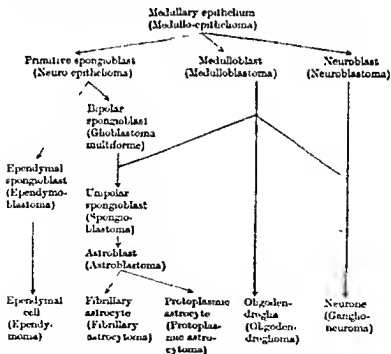 Medullary epithelium
(Medullo-epithelioma)
Primitive spongioblast
(Neuro epithelioma)
Medulloblast
(Medulloblastoma)
Neuroblast
(Neuroblastoma)
Bipolar
spongioblast
(Glioblastoma
multiforme)
Ependymal
spongioblast
(Ependymo-
blastoma)
Unipolar
spongioblast
(Spongio-
blastoma)
Astroblast
(Astroblastoma)
Ependymal
cell
(Ependy-
moma)
Fibrillary
astrocyte
(Fibrillary
astrocytoma)
Protoplasmic
astrocyte
(Protoplas-
mic astro-
cytoma)
Oligoden-
droglia
(Oligoden-
droglioma)
Neurone
(Ganglio-
neuroma)